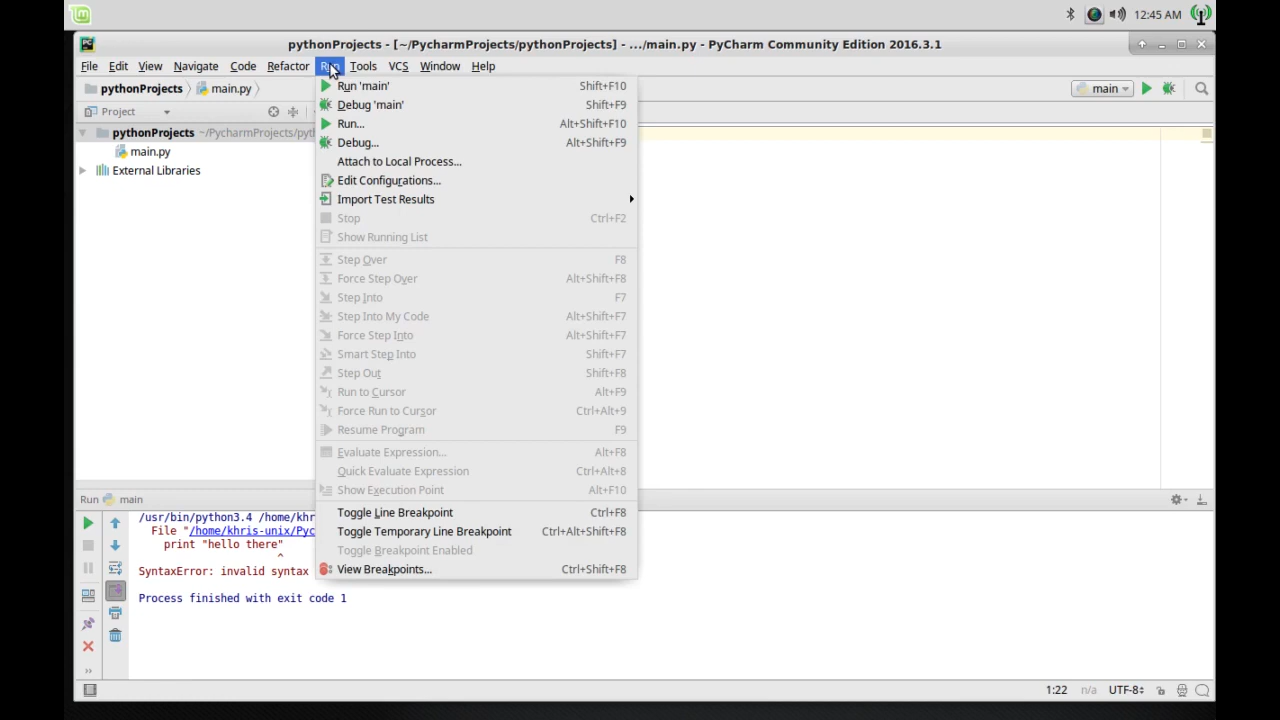 12:45 AM
pythonProjects - [~/PycharmProjects/pythonProjects] - .../main.py - PyCharm Community Edition 2016.3.1
File Edit View Navigate Code Refactor Run Tools VCS Window Help
pythonProjects main.py main
Project
pythonProjects ~/PycharmProjects/pyth
main.py
External Libraries
Run 'main' Shift+F10
Debug 'main' Shift+F9
Run... Alt+Shift+F10
Debug... Alt+Shift+F9
Attach to Local Process...
Edit Configurations...
Import Test Results
Stop Ctrl+F2
Show Running List
Step Over F8
Force Step Over Alt+Shift+F8
Step Into F7
Step Into My Code Alt+Shift+F7
Force Step Into Alt+Shift+F7
Smart Step Into Shift+F7
Step Out Shift+F8
Run to Cursor Alt+F9
Force Run to Cursor Ctrl+Alt+9
Resume Program F9
Evaluate Expression... Alt+F8
Quick Evaluate Expression Ctrl+Alt+8
Show Execution Point Alt+F10
Toggle Line Breakpoint Ctrl+F8
Toggle Temporary Line Breakpoint Ctrl+Alt+Shift+F8
Toggle Breakpoint Enabled
View Breakpoints... Ctrl+Shift+F8
Run main
/usr/bin/python3.4 /home/khr
File "/home/khris-unix/Pyc
print "hello there"
^
SyntaxError: invalid syntax
Process finished with exit code 1
1:22 n/a UTF-8